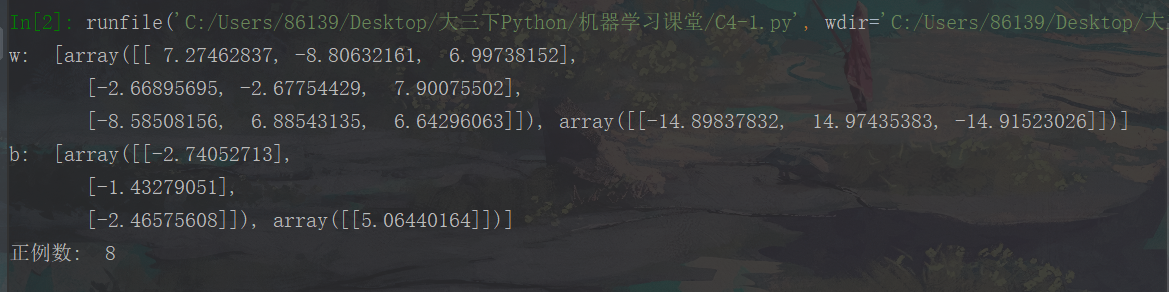 In[2]: runfile('C:/Users/86139/Desktop/大三下Python/机器学习课堂/C4-1.py', wdir='C:/Users/86139/Desktop/大
w:  [array([[ 7.27462837, -8.80632161,  6.99738152],
       [-2.66895695, -2.67754429,  7.90075502],
       [-8.58508156,  6.88543135,  6.64296063]]), array([[-14.89837832,  14.97435383, -14.91523026]])]
b:  [array([[-2.74052713],
       [-1.43279051],
       [-2.46575608]]), array([[5.06440164]])]
正例数:  8